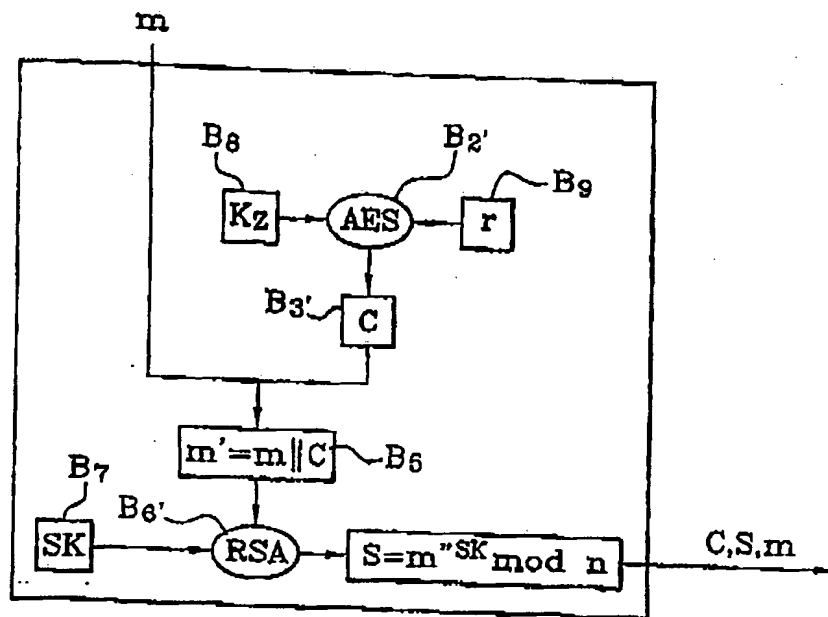 m
B8
B2'
B9
Kz
AES
r
B3'
C
m'=m||C
B5
B7
B6'
SK
RSA
S=m"SK mod n
C,S,m